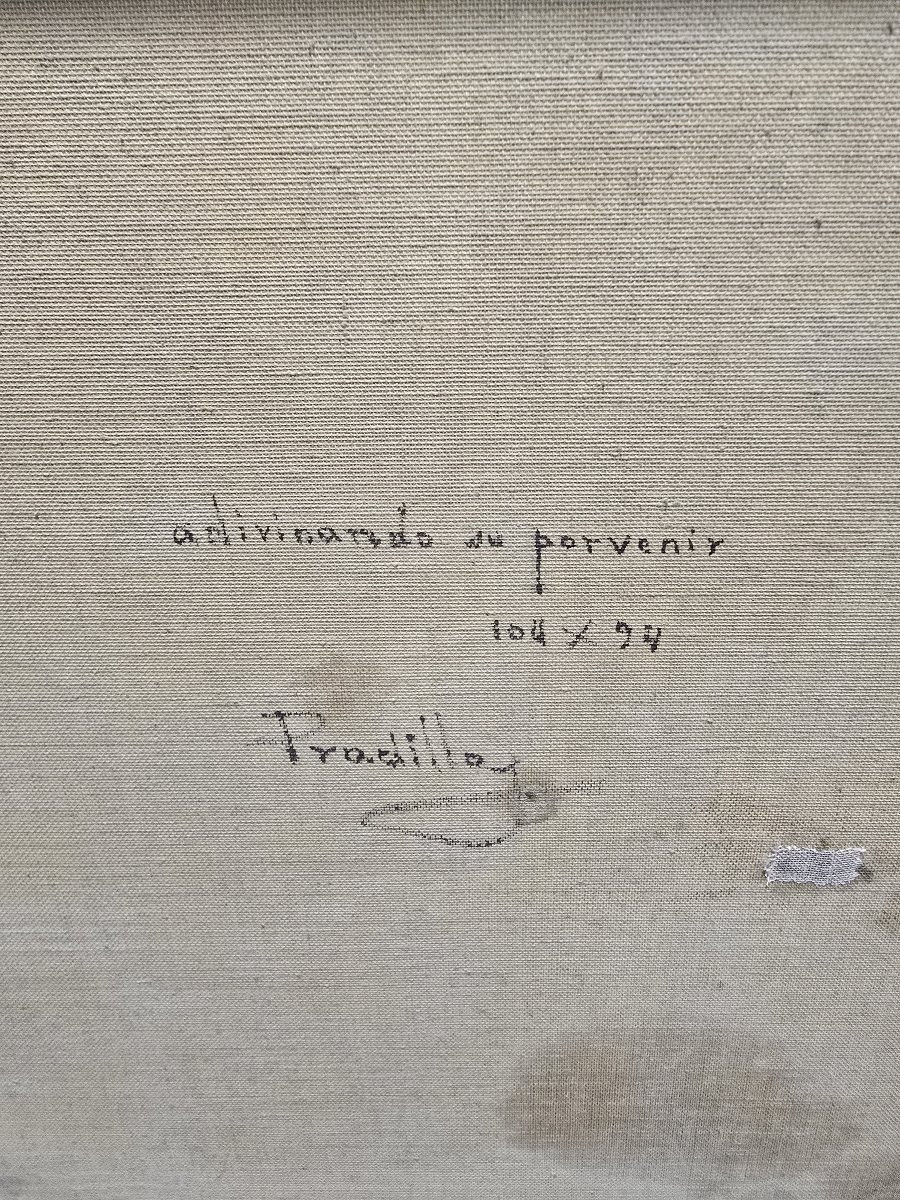 adivinando su porvenir
104 x 94
Pradilla